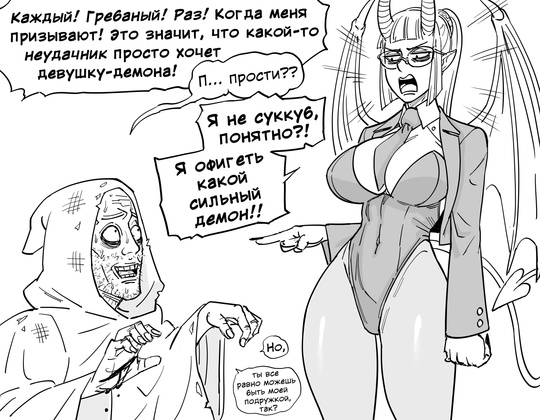 Каждый! Гребаный! Раз! Когда меня
призывают! Это значит, что какой-то
неудачник просто хочет
девушку-демона!
П... прости??
Я не суккуб,
понятно?!
Я офигеть
какой
сильный
демон!!
Но,
ты все
равно можешь
быть моей
подружкой,
так?